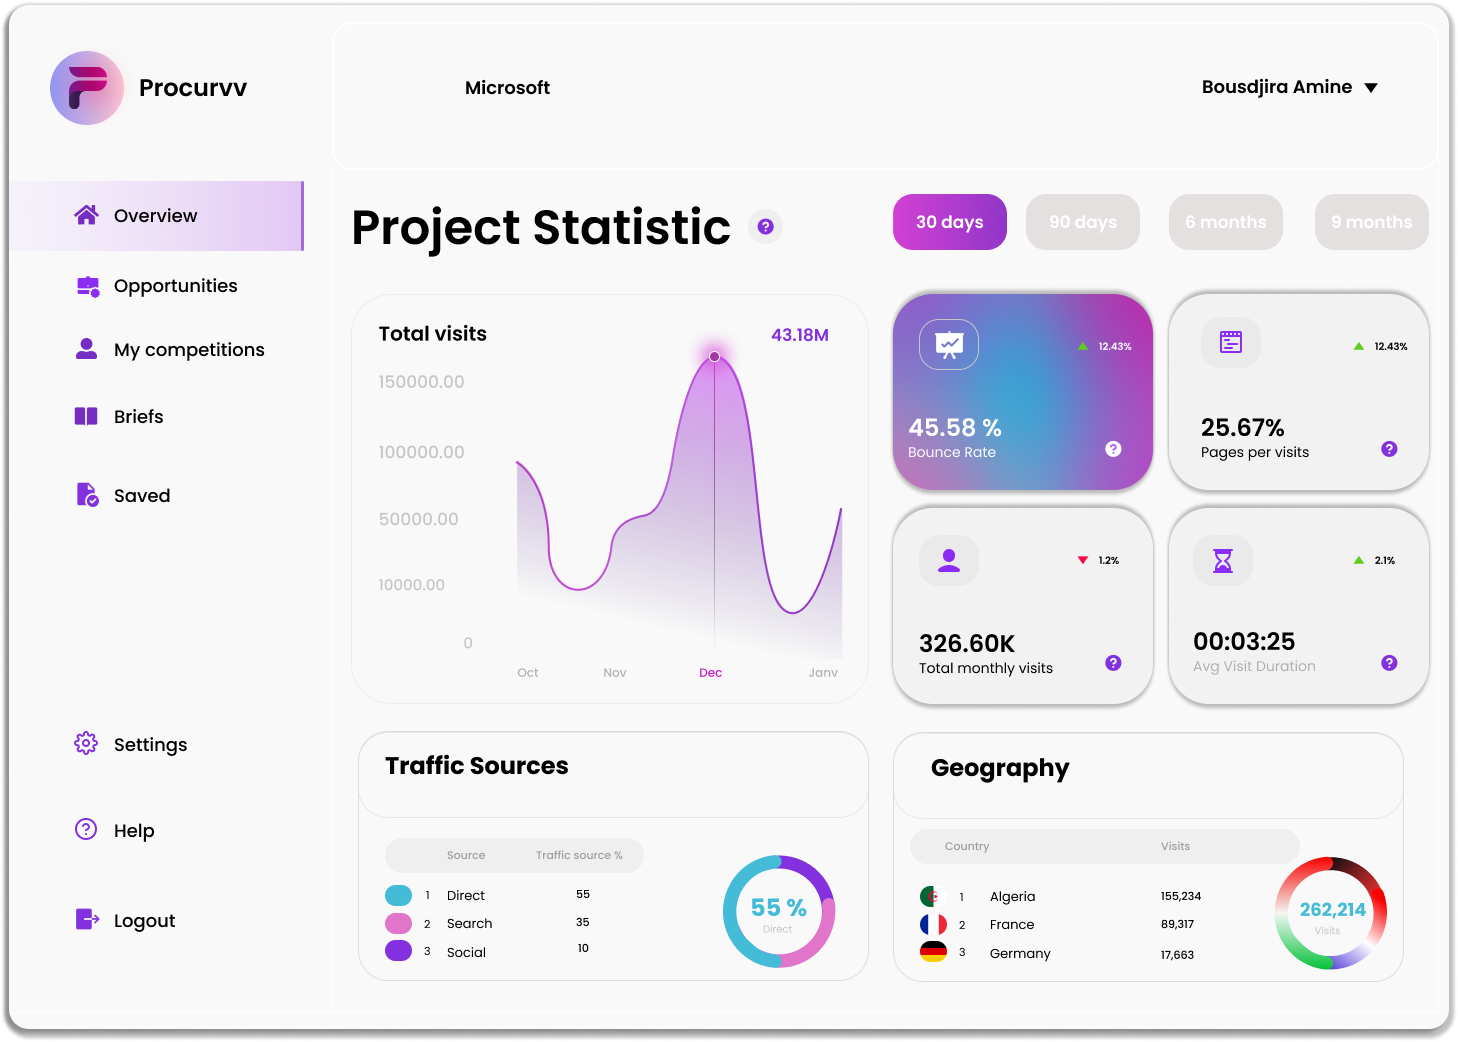 Procurvv
Microsoft
Bousdjira Amine
Overview
Opportunities
My competitions
Briefs
Saved
Settings
Help
Logout
Project Statistic ?
30 days
90 days
6 months
9 months
Total visits
43.18M
150000.00
100000.00
50000.00
10000.00
0
Oct
Nov
Dec
Janv
12.43%
45.58 %
Bounce Rate ?
12.43%
25.67%
Pages per visits ?
1.2%
326.60K
Total monthly visits ?
2.1%
00:03:25
Avg Visit Duration ?
Traffic Sources
Source Traffic source %
1 Direct 55
2 Search 35
3 Social 10
55 %
Direct
Geography
Country Visits
1 Algeria 155,234
2 France 89,317
3 Germany 17,663
262,214
Visits